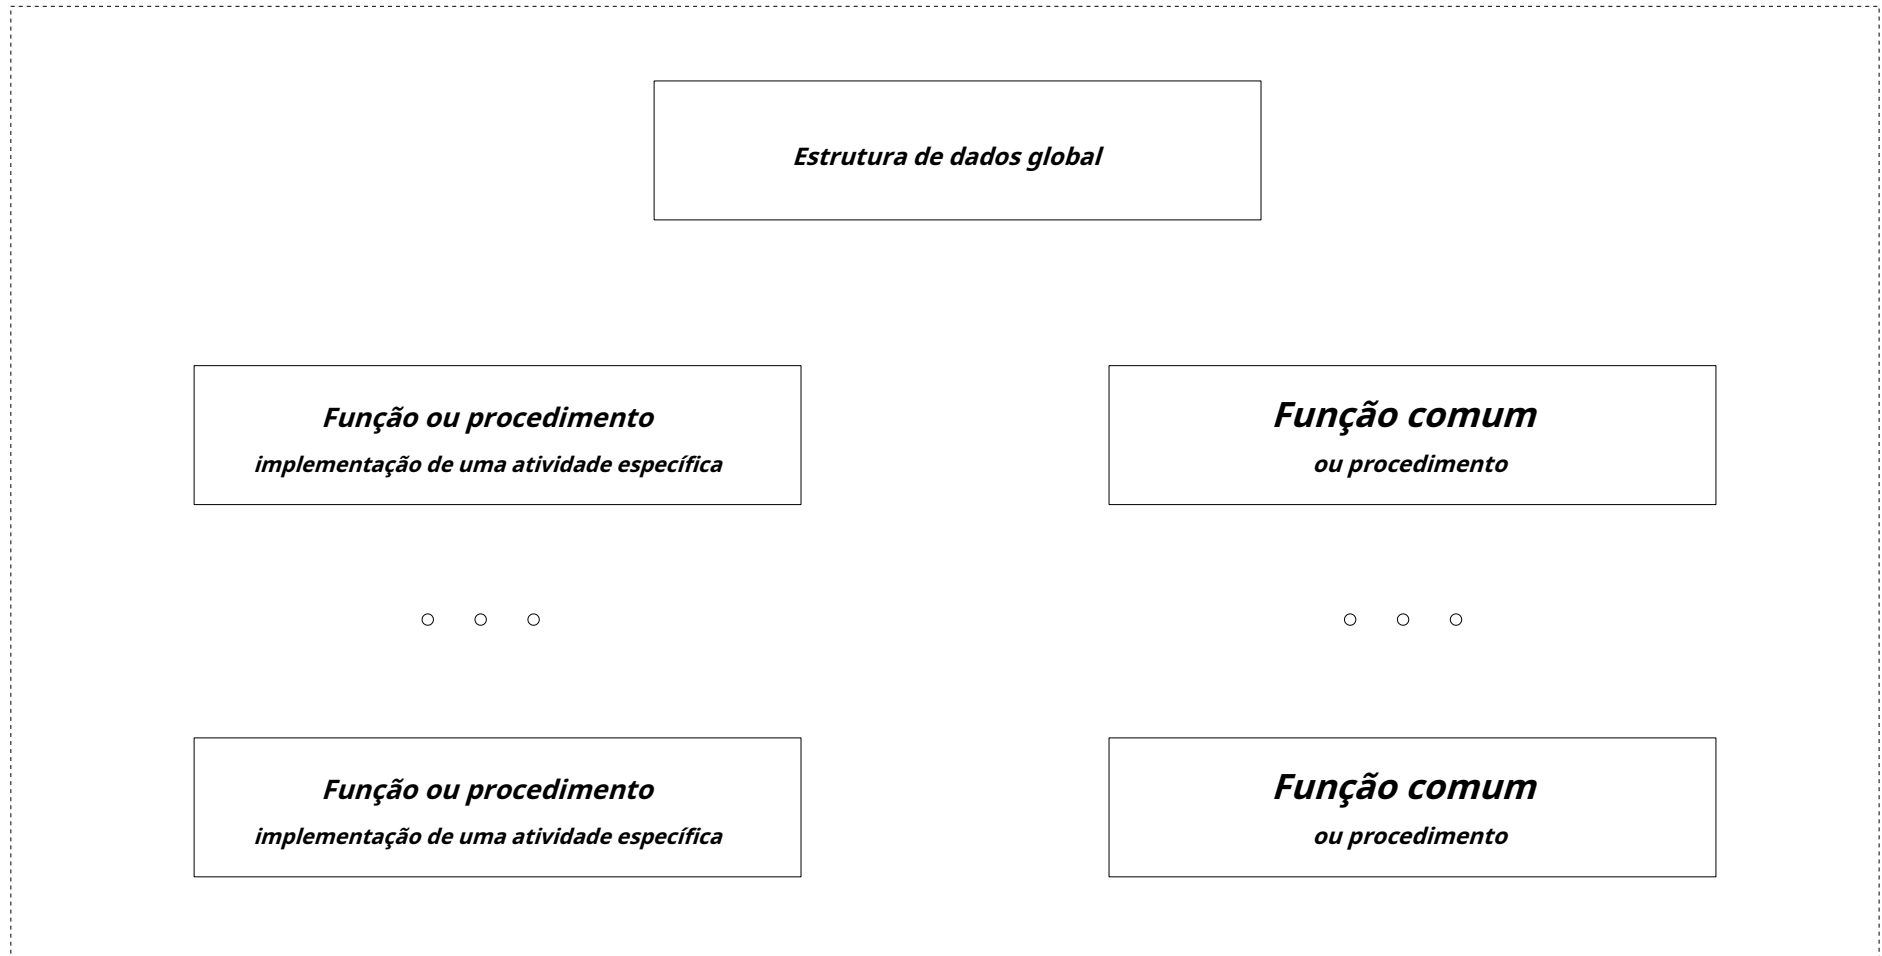 Estrutura de dados global
Função ou procedimento
implementação de uma atividade específica
Função comum
ou procedimento
Função ou procedimento
implementação de uma atividade específica
Função comum
ou procedimento